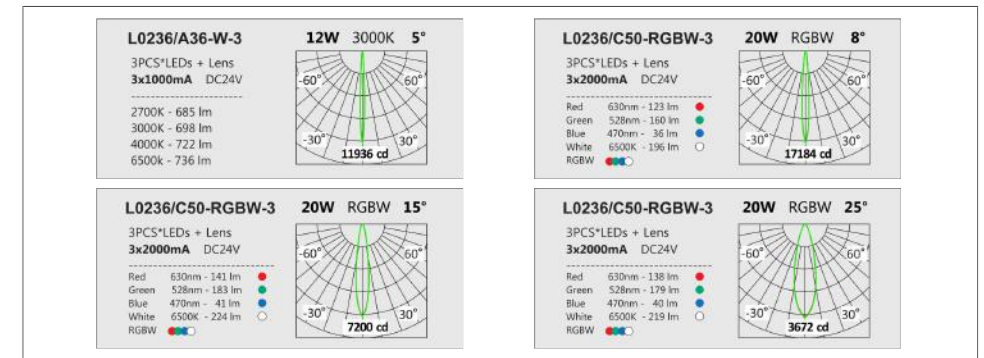 L0236/A36-W-3 12W 3000K 5°
3PCS*LEDs + Lens
3x1000mA DC24V
2700K - 685 lm
3000K - 698 lm
4000K - 722 lm
6500k - 736 lm
-60° 60°
-30° 30°
11936 cd
L0236/C50-RGBW-3 20W RGBW 8°
3PCS*LEDs + Lens
3x2000mA DC24V
Red 630nm - 123 lm
Green 528nm - 160 lm
Blue 470nm - 36 lm
White 6500K - 196 lm
RGBW
-60° 60°
-30° 30°
17184 cd
L0236/C50-RGBW-3 20W RGBW 15°
3PCS*LEDs + Lens
3x2000mA DC24V
Red 630nm - 141 lm
Green 528nm - 183 lm
Blue 470nm - 41 lm
White 6500K - 224 lm
RGBW
-60° 60°
-30° 30°
7200 cd
L0236/C50-RGBW-3 20W RGBW 25°
3PCS*LEDs + Lens
3x2000mA DC24V
Red 630nm - 138 lm
Green 528nm - 179 lm
Blue 470nm - 40 lm
White 6500K - 219 lm
RGBW
-60° 60°
-30° 30°
3672 cd